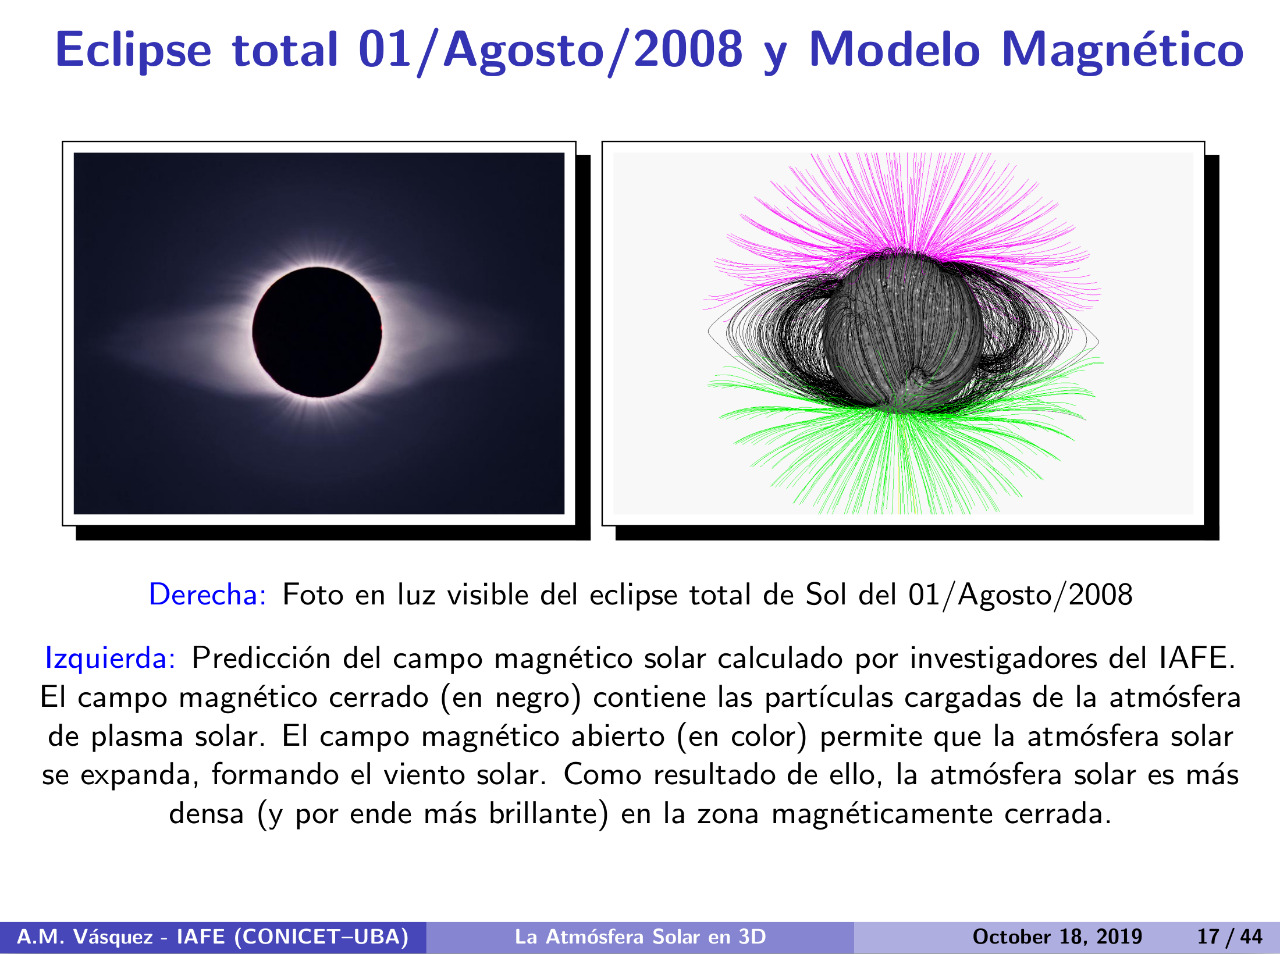 Eclipse total 01/Agosto/2008 y Modelo Magnético
Derecha: Foto en luz visible del eclipse total de Sol del 01/Agosto/2008
Izquierda: Predicción del campo magnético solar calculado por investigadores del IAFE.
El campo magnético cerrado (en negro) contiene las partículas cargadas de la atmósfera
de plasma solar. El campo magnético abierto (en color) permite que la atmósfera solar
se expanda, formando el viento solar. Como resultado de ello, la atmósfera solar es más
densa (y por ende más brillante) en la zona magnéticamente cerrada.
A.M. Vásquez - IAFE (CONICET–UBA) La Atmósfera Solar en 3D October 18, 2019 17 / 44